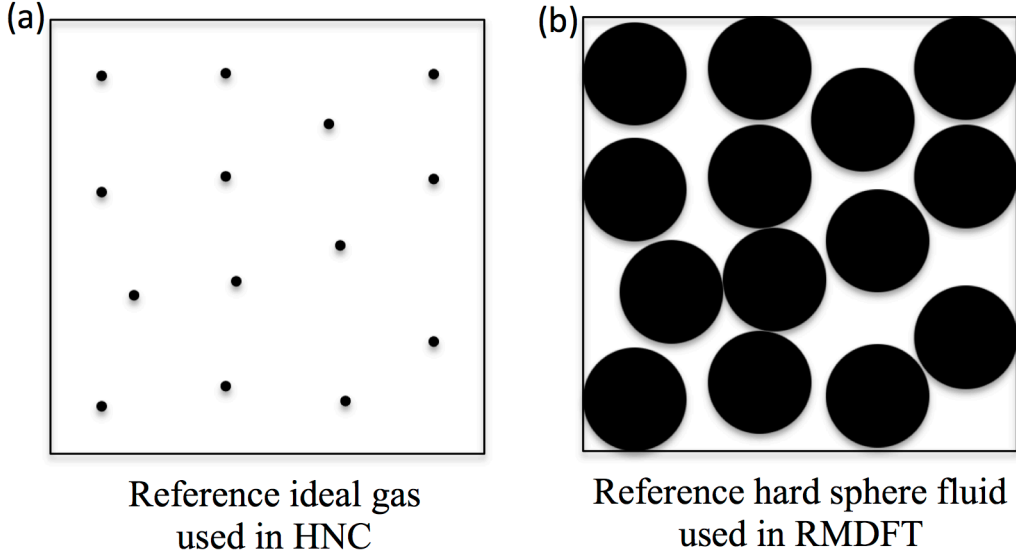 (a)
(b)
Reference ideal gas
used in HNC
Reference hard sphere fluid
used in RMDFT